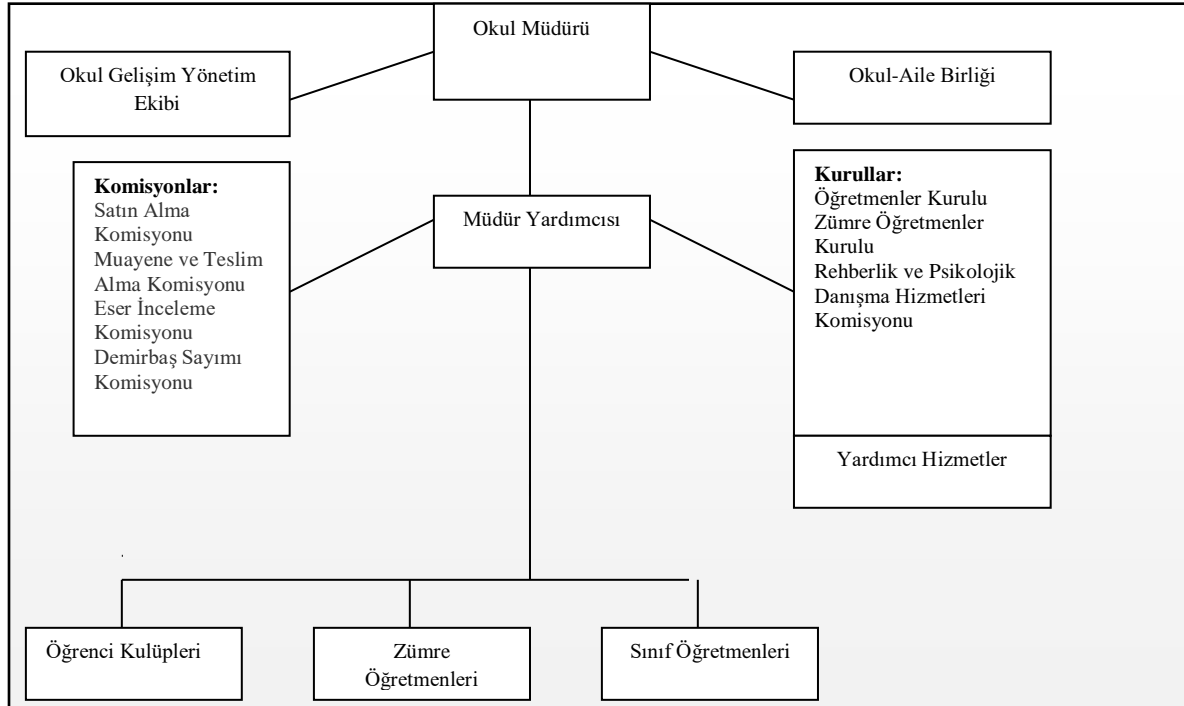 Okul Müdürü
Okul Gelişim Yönetim
Ekibi
Okul-Aile Birliği
Komisyonlar:
Satın Alma
Komisyonu
Muayene ve Teslim
Alma Komisyonu
Eser İnceleme
Komisyonu
Demirbaş Sayımı
Komisyonu
Müdür Yardımcısı
Kurullar:
Öğretmenler Kurulu
Zümre Öğretmenler
Kurulu
Rehberlik ve Psikolojik
Danışma Hizmetleri
Komisyonu
Yardımcı Hizmetler
Öğrenci Kulüpleri
Zümre
Öğretmenleri
Sınıf Öğretmenleri